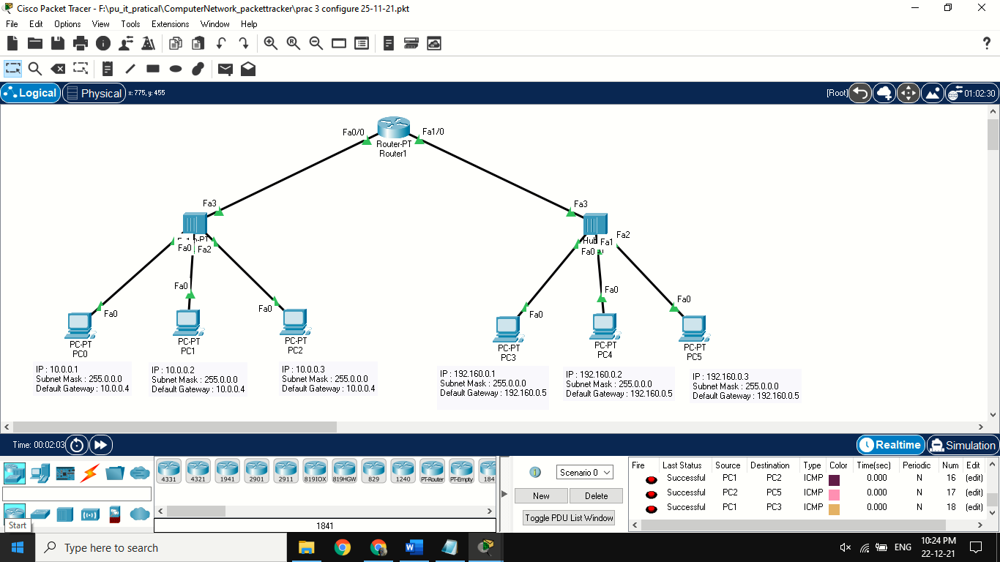 Cisco Packet Tracer - F:\pu_it_pratical\ComputerNetwork_packettracker\prac 3 configure 25-11-21.pkt
File Edit Options View Tools Extensions Window Help
?
Logical Physical x: 775, y: 455 [Root] 01:02:30
Fa0/0 Fa1/0
Router-PT
Router1
Fa3 Fa3
Fa2
Hub Fa1
Fa0 Fa2 Fa0
Fa0 Fa0 Fa0 Fa0
Fa0 Fa0 Fa0
PC-PT
PC0
PC-PT
PC1
PC-PT
PC2
PC-PT
PC3
PC-PT
PC4
PC-PT
PC5
IP : 10.0.0.1
Subnet Mask : 255.0.0.0
Default Gateway : 10.0.0.4
IP : 10.0.0.2
Subnet Mask : 255.0.0.0
Default Gateway : 10.0.0.4
IP : 10.0.0.3
Subnet Mask : 255.0.0.0
Default Gateway : 10.0.0.4
IP : 192.160.0.1
Subnet Mask : 255.0.0.0
Default Gateway : 192.160.0.5
IP : 192.160.0.2
Subnet Mask : 255.0.0.0
Default Gateway : 192.160.0.5
IP : 192.160.0.3
Subnet Mask : 255.0.0.0
Default Gateway : 192.160.0.5
Time: 00:02:03 Realtime Simulation
4331 4321 1941 2901 2911 819IOX 819HGW 829 1240 PT-Router PT-Empty 184
1841
Start
Scenario 0
New Delete
Toggle PDU List Window
Fire Last Status Source Destination Type Color Time(sec) Periodic Num Edit
Successful PC1 PC2 ICMP 0.000 N 16 (edit)
Successful PC2 PC5 ICMP 0.000 N 17 (edit)
Successful PC1 PC3 ICMP 0.000 N 18 (edit)
Type here to search
ENG
10:24 PM
22-12-21